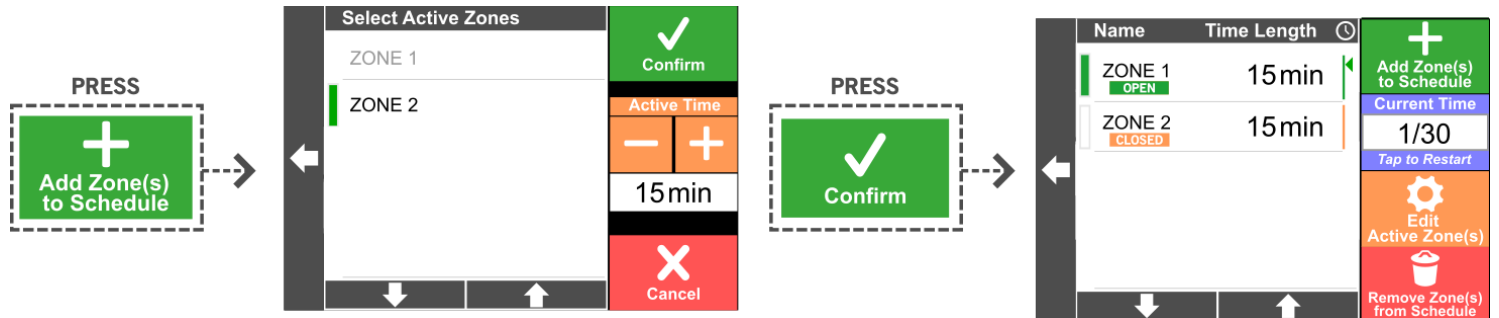 PRESS
Add Zone(s)
to Schedule
Select Active Zones
ZONE 1
ZONE 2
Confirm
Active Time
15min
Cancel
PRESS
Confirm
Name Time Length
ZONE 1 15min
OPEN
ZONE 2 15min
CLOSED
Add Zone(s)
to Schedule
Current Time
1/30
Tap to Restart
Edit
Active Zone(s)
Remove Zone(s)
from Schedule